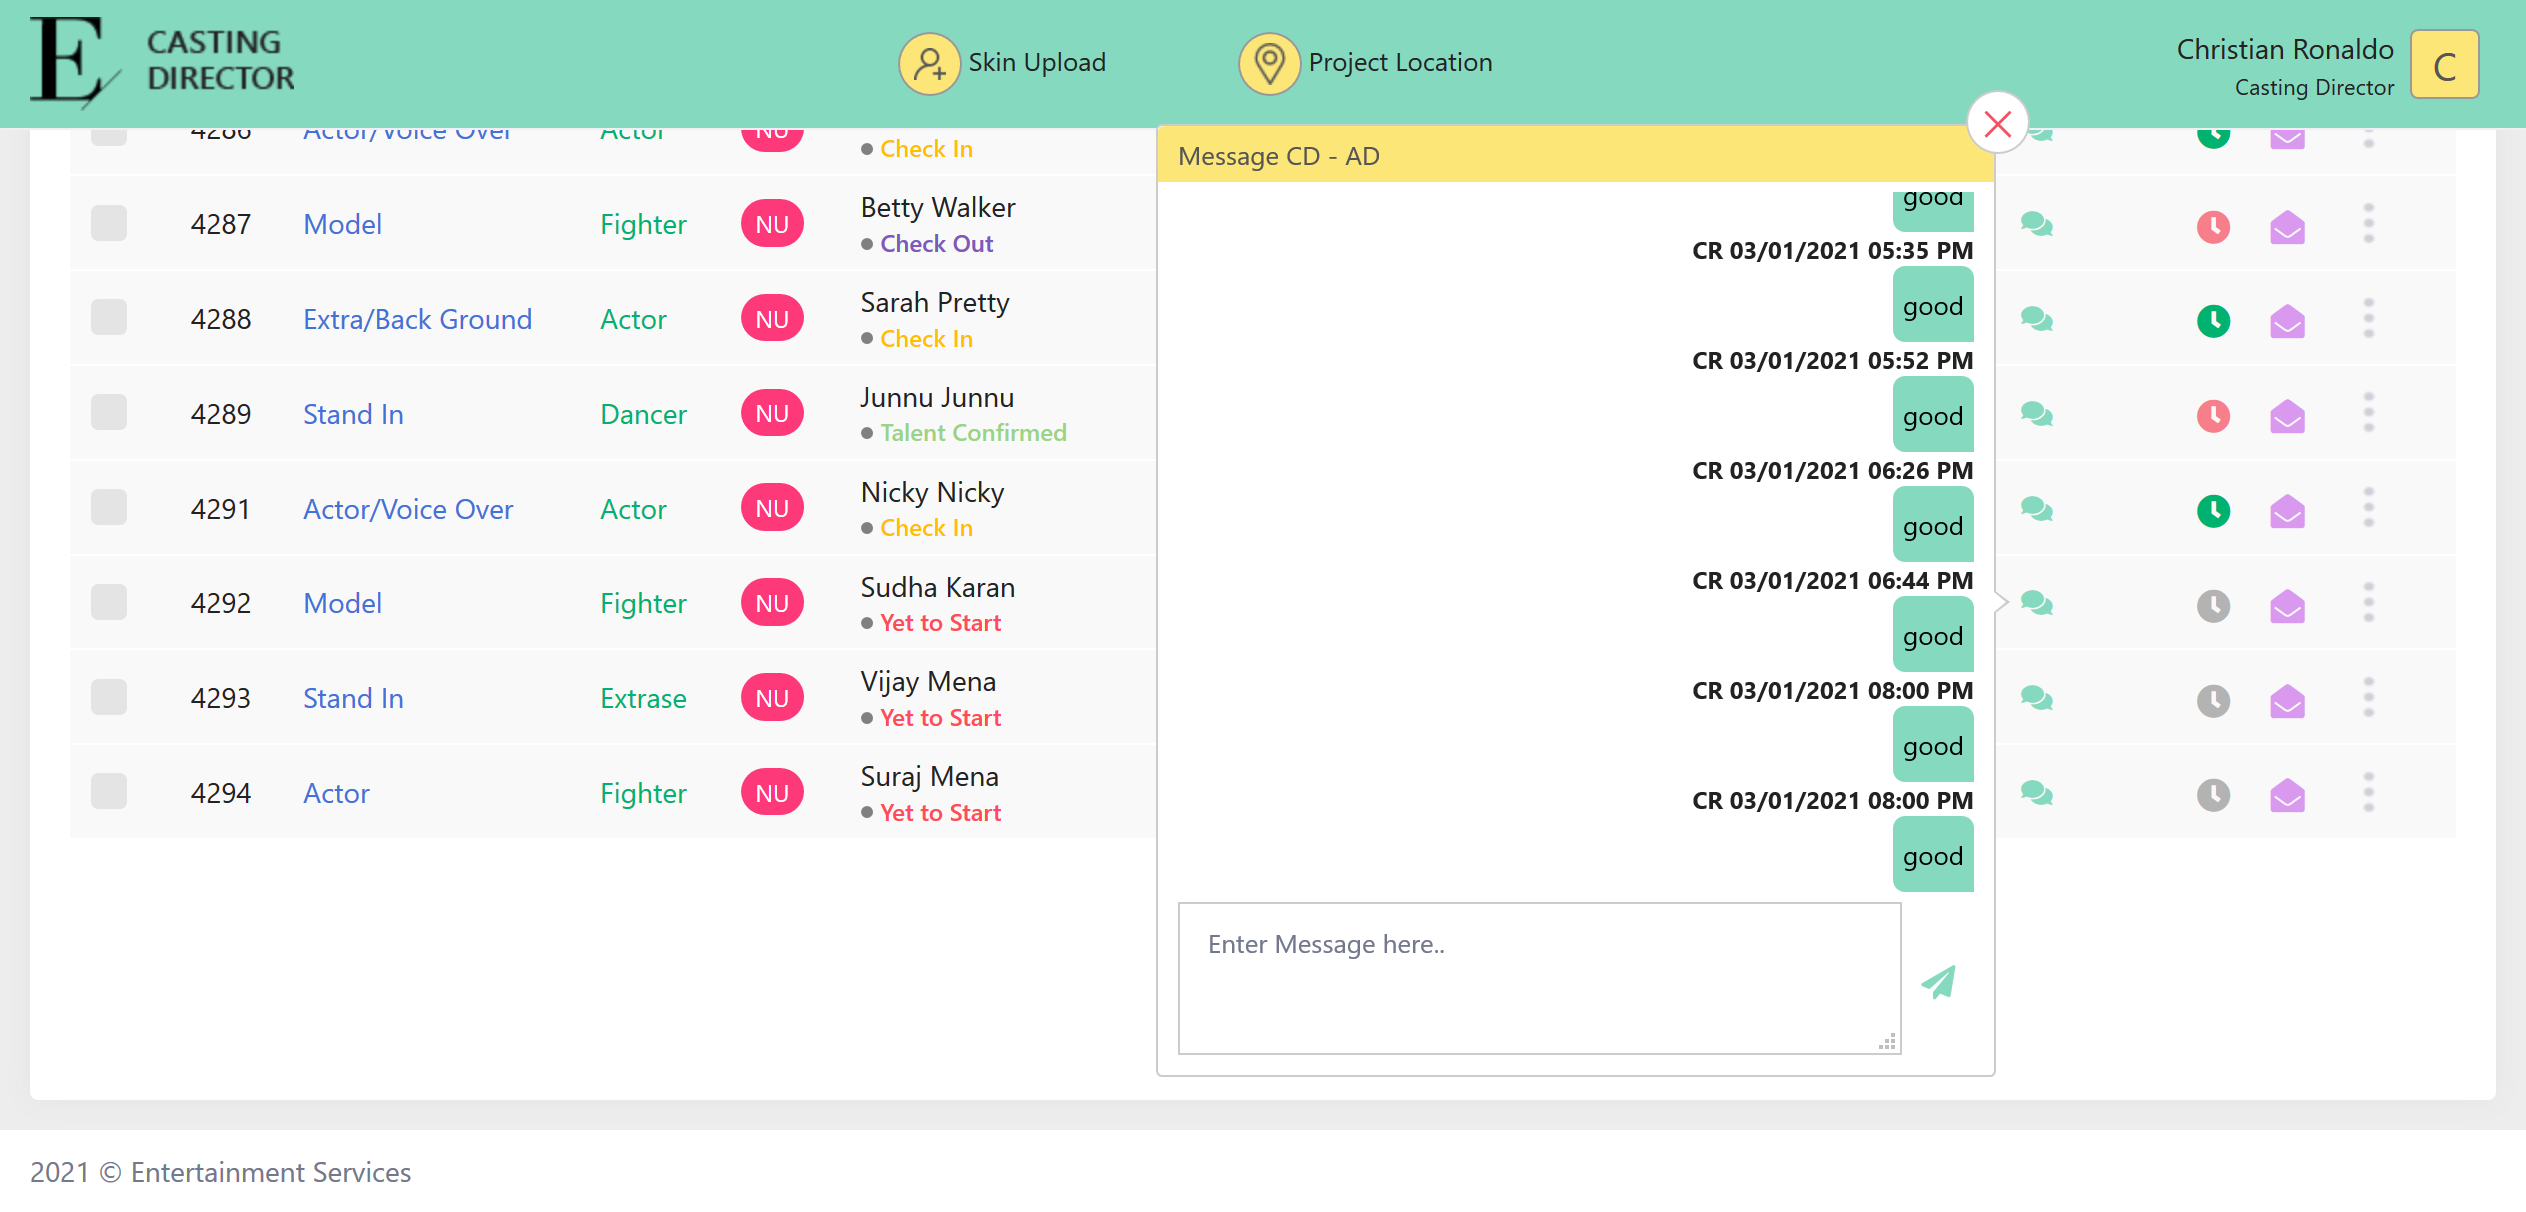 E CASTING
DIRECTOR
Skin Upload
Project Location
Christian Ronaldo
Casting Director
C
4286 Actor/Voice Over Actor NU
Check In
4287 Model Fighter NU Betty Walker
Check Out
4288 Extra/Back Ground Actor NU Sarah Pretty
Check In
4289 Stand In Dancer NU Junnu Junnu
Talent Confirmed
4291 Actor/Voice Over Actor NU Nicky Nicky
Check In
4292 Model Fighter NU Sudha Karan
Yet to Start
4293 Stand In Extrase NU Vijay Mena
Yet to Start
4294 Actor Fighter NU Suraj Mena
Yet to Start
Message CD - AD
good
CR 03/01/2021 05:35 PM
good
CR 03/01/2021 05:52 PM
good
CR 03/01/2021 06:26 PM
good
CR 03/01/2021 06:44 PM
good
CR 03/01/2021 08:00 PM
good
CR 03/01/2021 08:00 PM
good
Enter Message here..
2021 © Entertainment Services